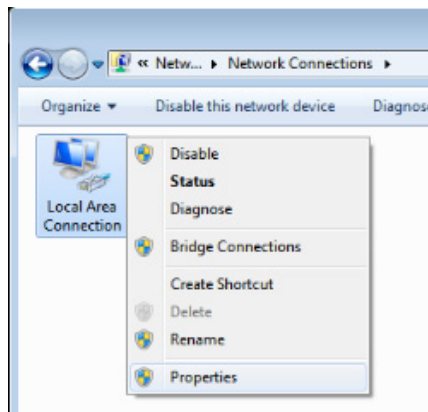 « Netw... ▸ Network Connections ▸
Organize ▾ Disable this network device Diagnos
Local Area
Connection
Disable
Status
Diagnose
Bridge Connections
Create Shortcut
Delete
Rename
Properties